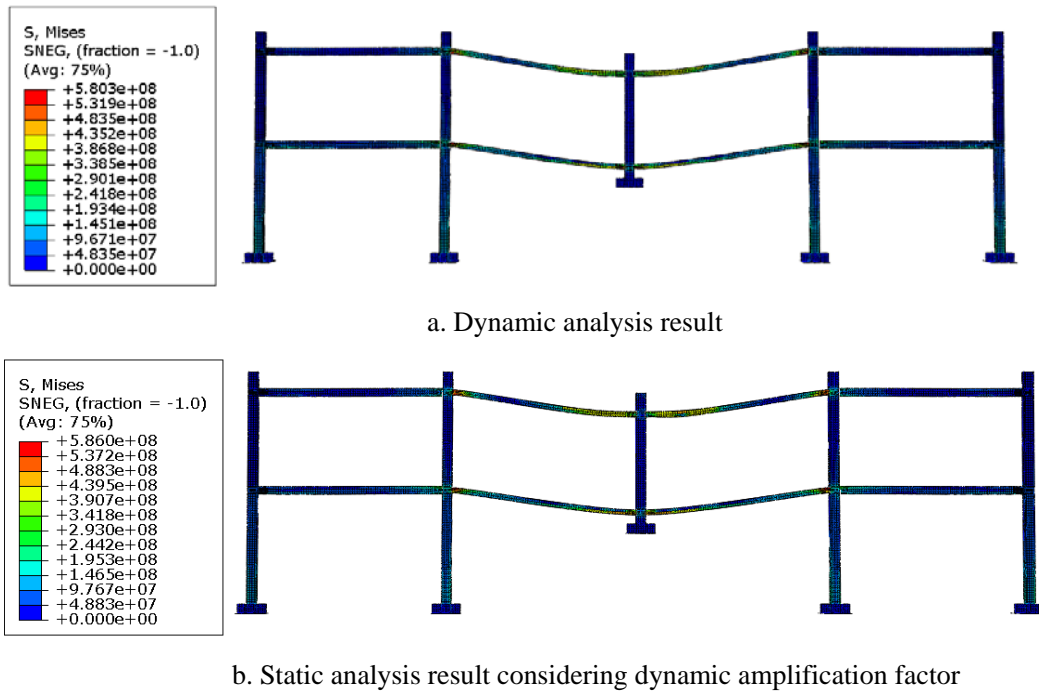 S, Mises
SNEG, (fraction = -1.0)
(Avg: 75%)
+5.803e+08
+5.319e+08
+4.835e+08
+4.352e+08
+3.868e+08
+3.385e+08
+2.901e+08
+2.418e+08
+1.934e+08
+1.451e+08
+9.671e+07
+4.835e+07
+0.000e+00
a. Dynamic analysis result
S, Mises
SNEG, (fraction = -1.0)
(Avg: 75%)
+5.860e+08
+5.372e+08
+4.883e+08
+4.395e+08
+3.907e+08
+3.418e+08
+2.930e+08
+2.442e+08
+1.953e+08
+1.465e+08
+9.767e+07
+4.883e+07
+0.000e+00
b. Static analysis result considering dynamic amplification factor